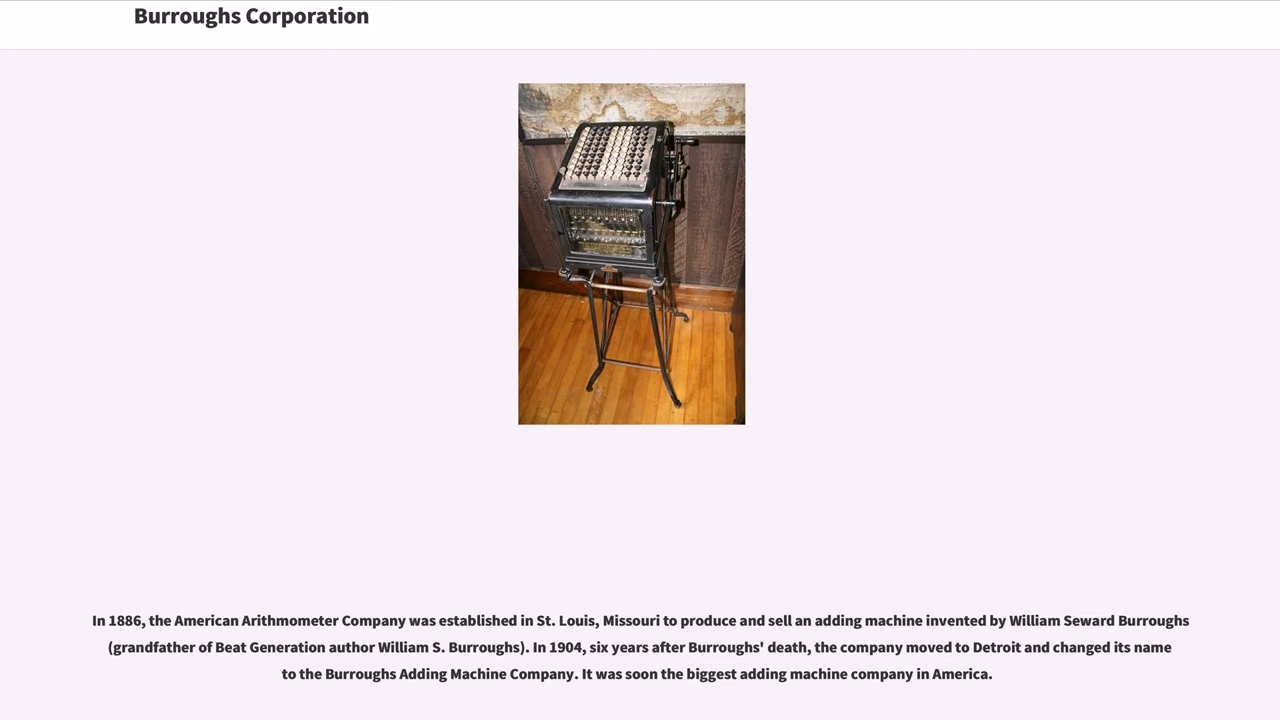 Burroughs Corporation
In 1886, the American Arithmometer Company was established in St. Louis, Missouri to produce and sell an adding machine invented by William Seward Burroughs
(grandfather of Beat Generation author William S. Burroughs). In 1904, six years after Burroughs' death, the company moved to Detroit and changed its name
to the Burroughs Adding Machine Company. It was soon the biggest adding machine company in America.